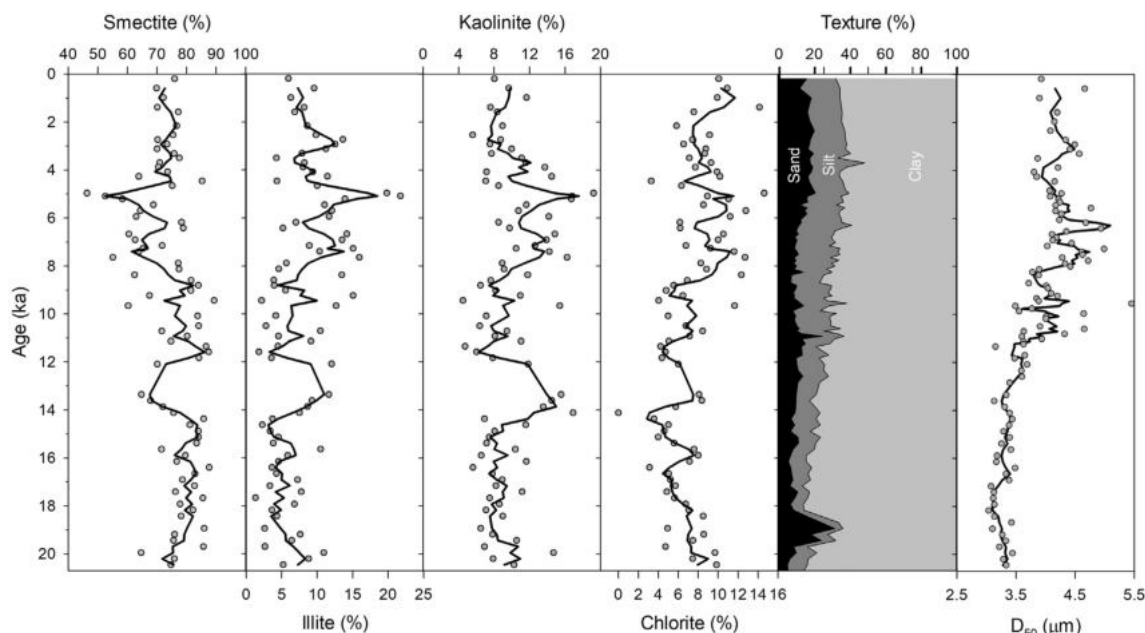 Smectite (%) Kaolinite (%) Texture (%)
40 50 60 70 80 90 100 0 4 8 12 16 20 0 20 40 60 80 100
Age (ka)
0
2
4
6
8
10
12
14
16
18
20
Sand
Silt
Clay
0 5 10 15 20 25 0 2 4 6 8 10 12 14 16 2.5 3.5 4.5 5.5
Illite (%) Chlorite (%) D50 (μm)